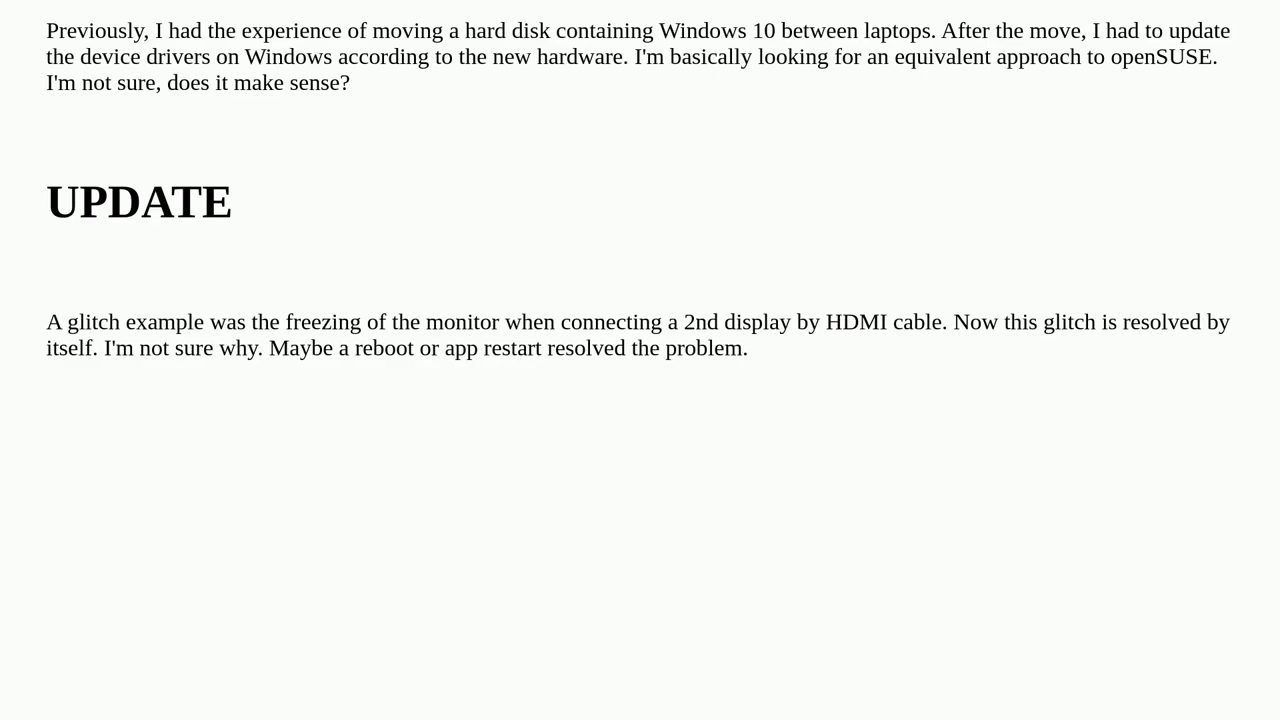 Previously, I had the experience of moving a hard disk containing Windows 10 between laptops. After the move, I had to update
the device drivers on Windows according to the new hardware. I'm basically looking for an equivalent approach to openSUSE.
I'm not sure, does it make sense?
UPDATE
A glitch example was the freezing of the monitor when connecting a 2nd display by HDMI cable. Now this glitch is resolved by
itself. I'm not sure why. Maybe a reboot or app restart resolved the problem.